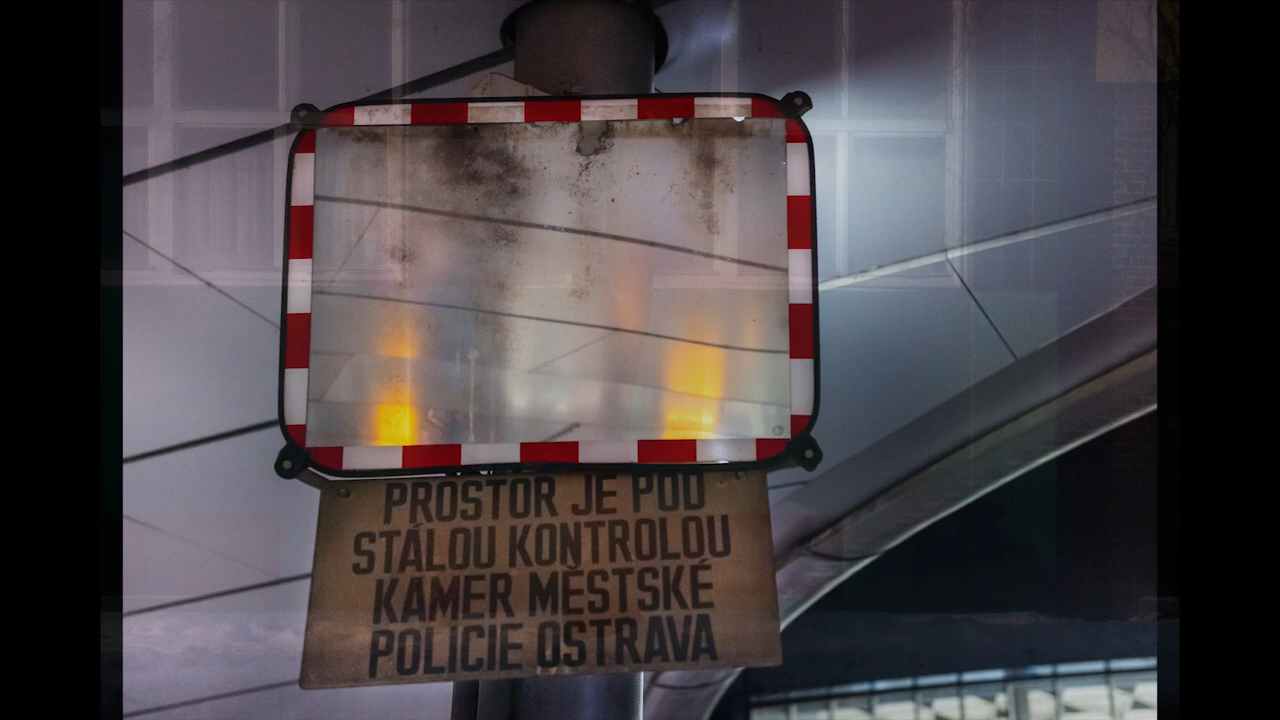 PROSTOR JE POD
STÁLOU KONTROLOU
KAMER MĚSTSKÉ
POLICIE OSTRAVA